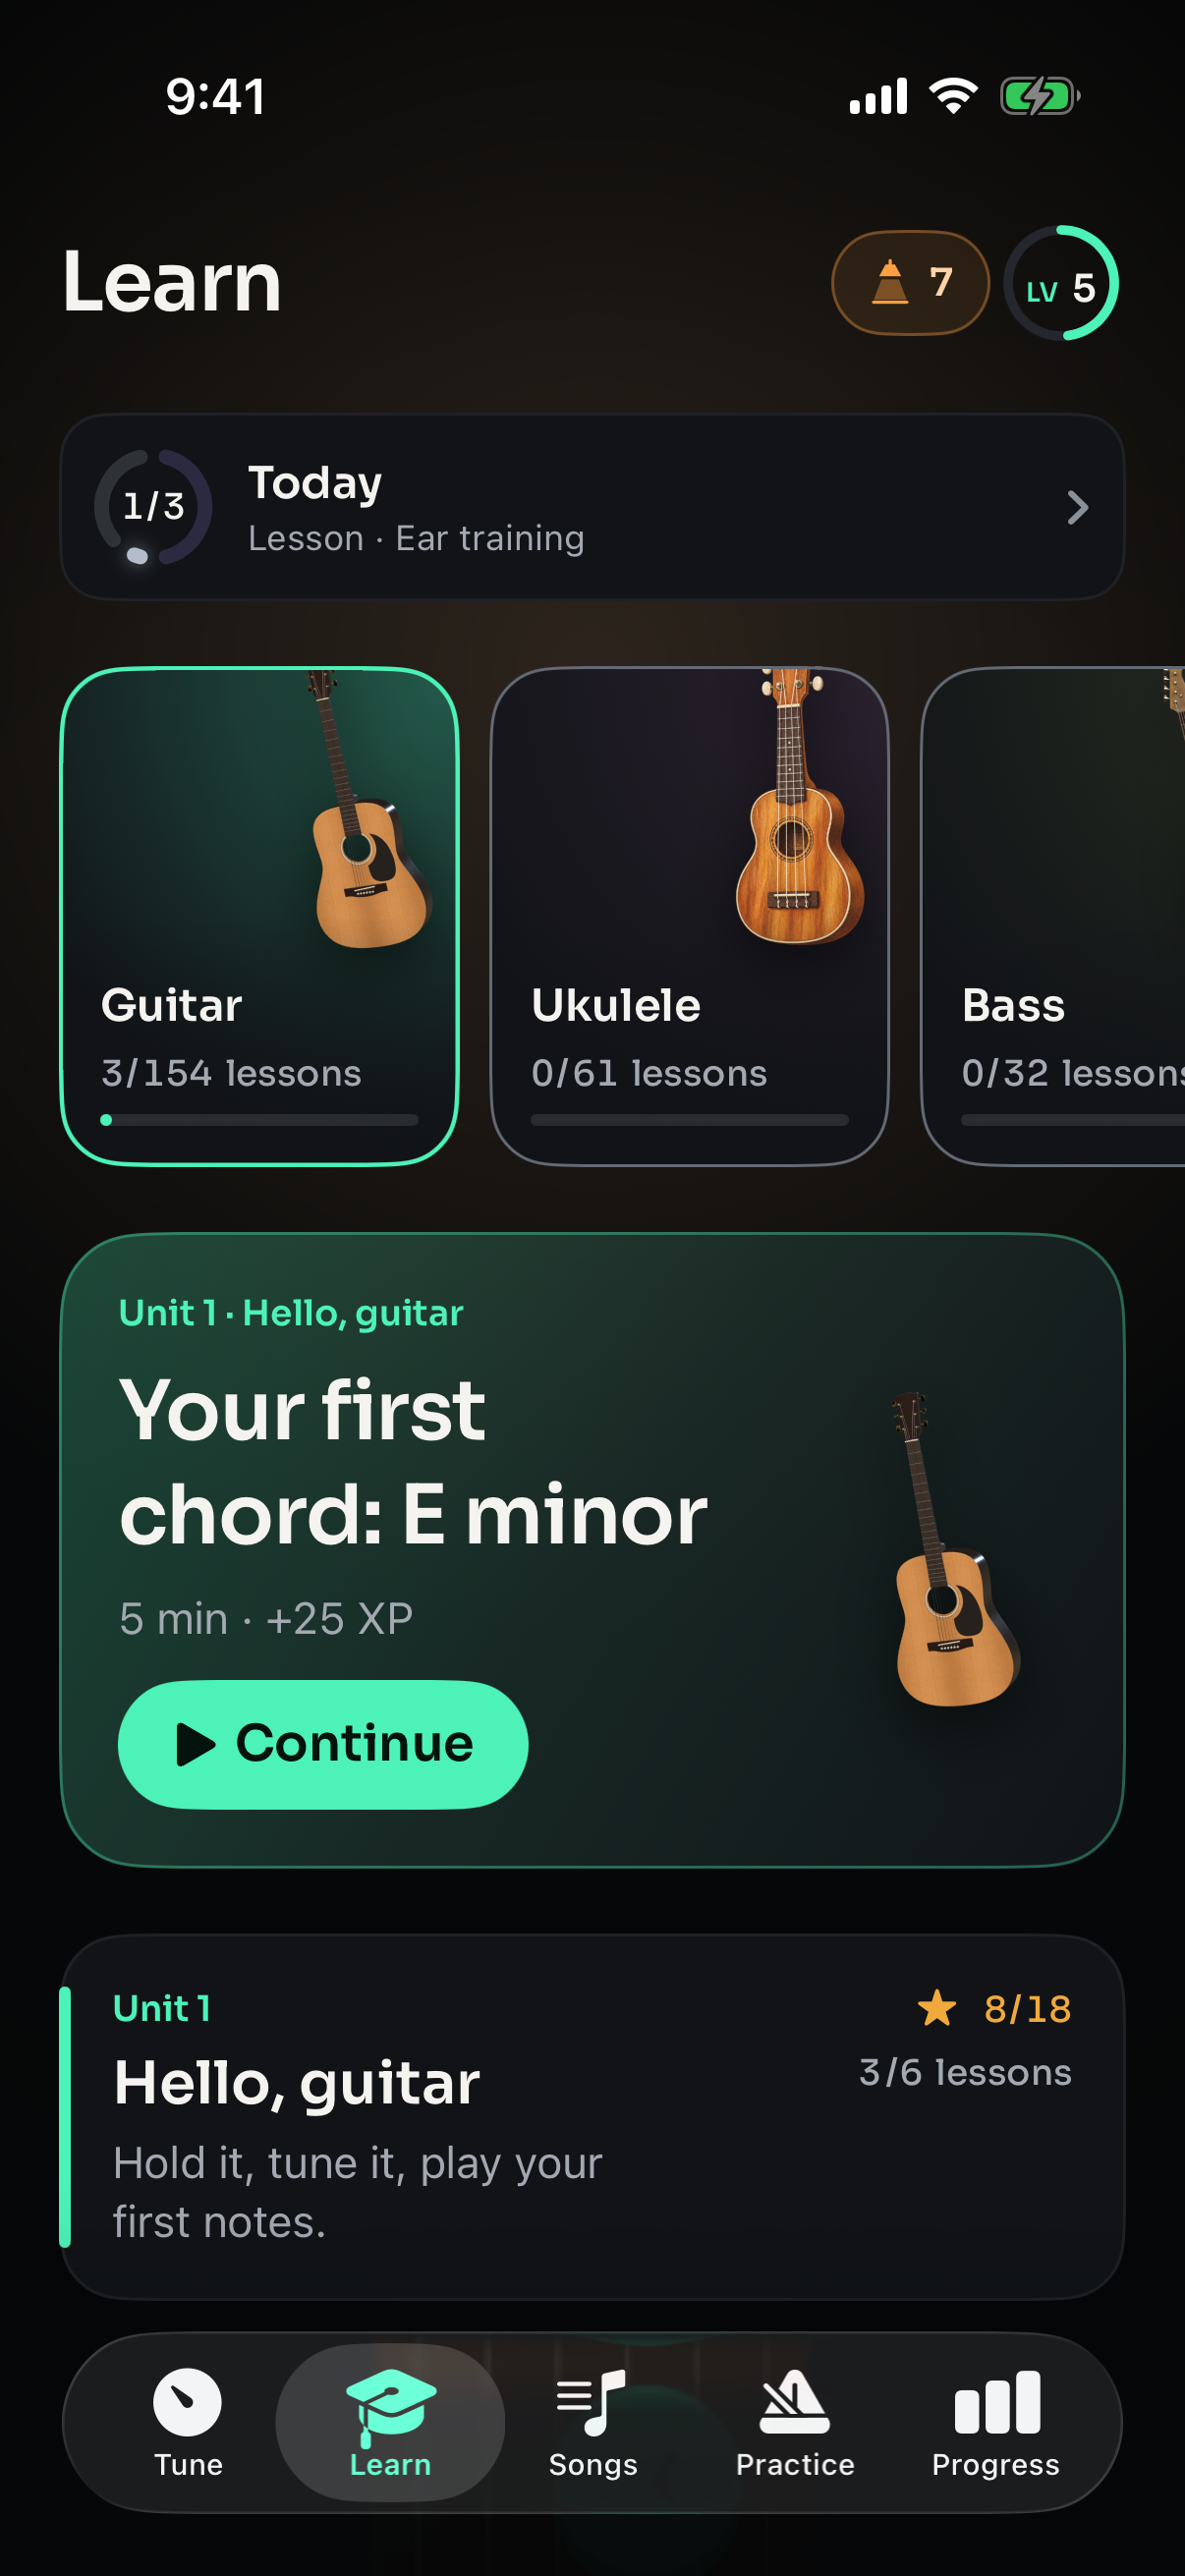 9:41
Learn
7
LV 5
1/3
Today
Lesson · Ear training
Guitar
3/154 lessons
Ukulele
0/61 lessons
Bass
0/32 lessons
Unit 1 · Hello, guitar
Your first
chord: E minor
5 min · +25 XP
Continue
Unit 1
8/18
Hello, guitar
3/6 lessons
Hold it, tune it, play your
first notes.
Tune
Learn
Songs
Practice
Progress